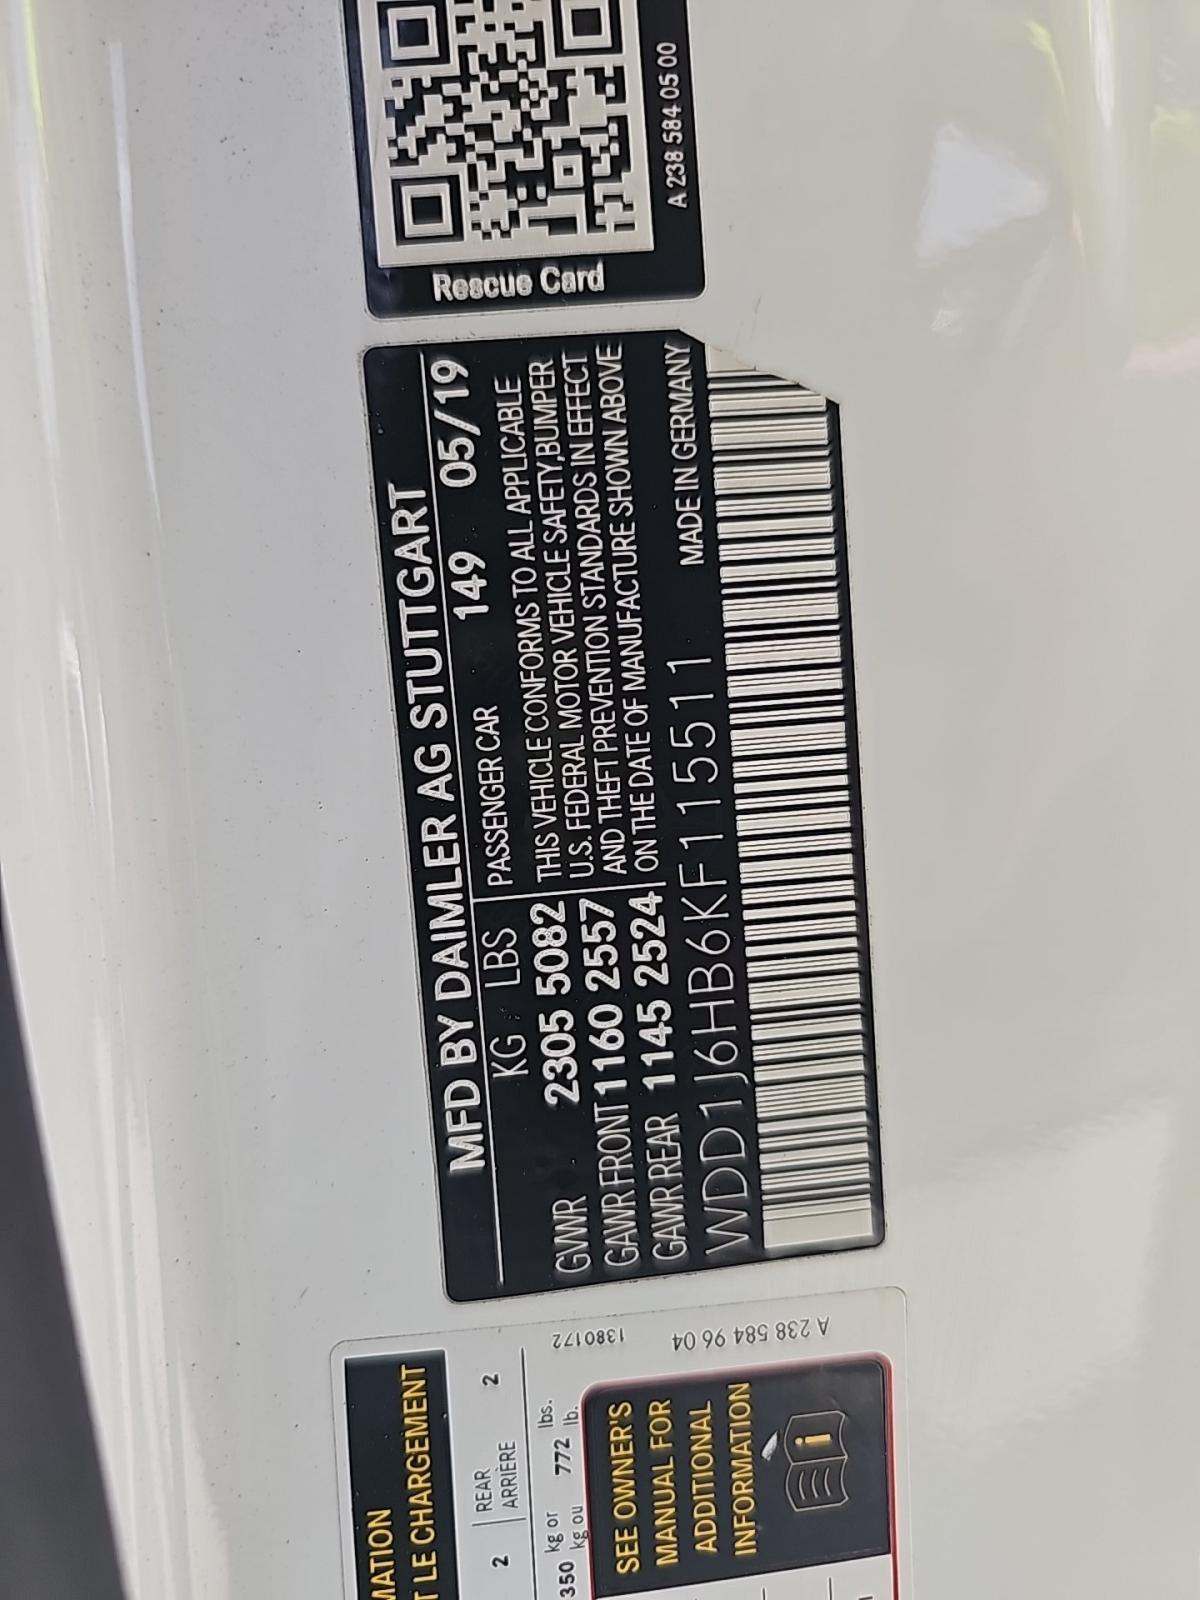 Rescue Card
A 238 584 05 00
MFD BY DAIMLER AG STUTTGART
149 05/19
KG LBS
PASSENGER CAR
GVWR 2305 5082
GAWR FRONT 1160 2557
GAWR REAR 1145 2524
THIS VEHICLE CONFORMS TO ALL APPLICABLE
U.S. FEDERAL MOTOR VEHICLE SAFETY, BUMPER
AND THEFT PREVENTION STANDARDS IN EFFECT
ON THE DATE OF MANUFACTURE SHOWN ABOVE
WDD1J6HB6KF115511
MADE IN GERMANY
MATION
T LE CHARGEMENT
2 REAR 2
ARRIÈRE
350 kg or 772 lbs.
kg ou lb.
SEE OWNER'S
MANUAL FOR
ADDITIONAL
INFORMATION
1380172
A 238 584 96 04